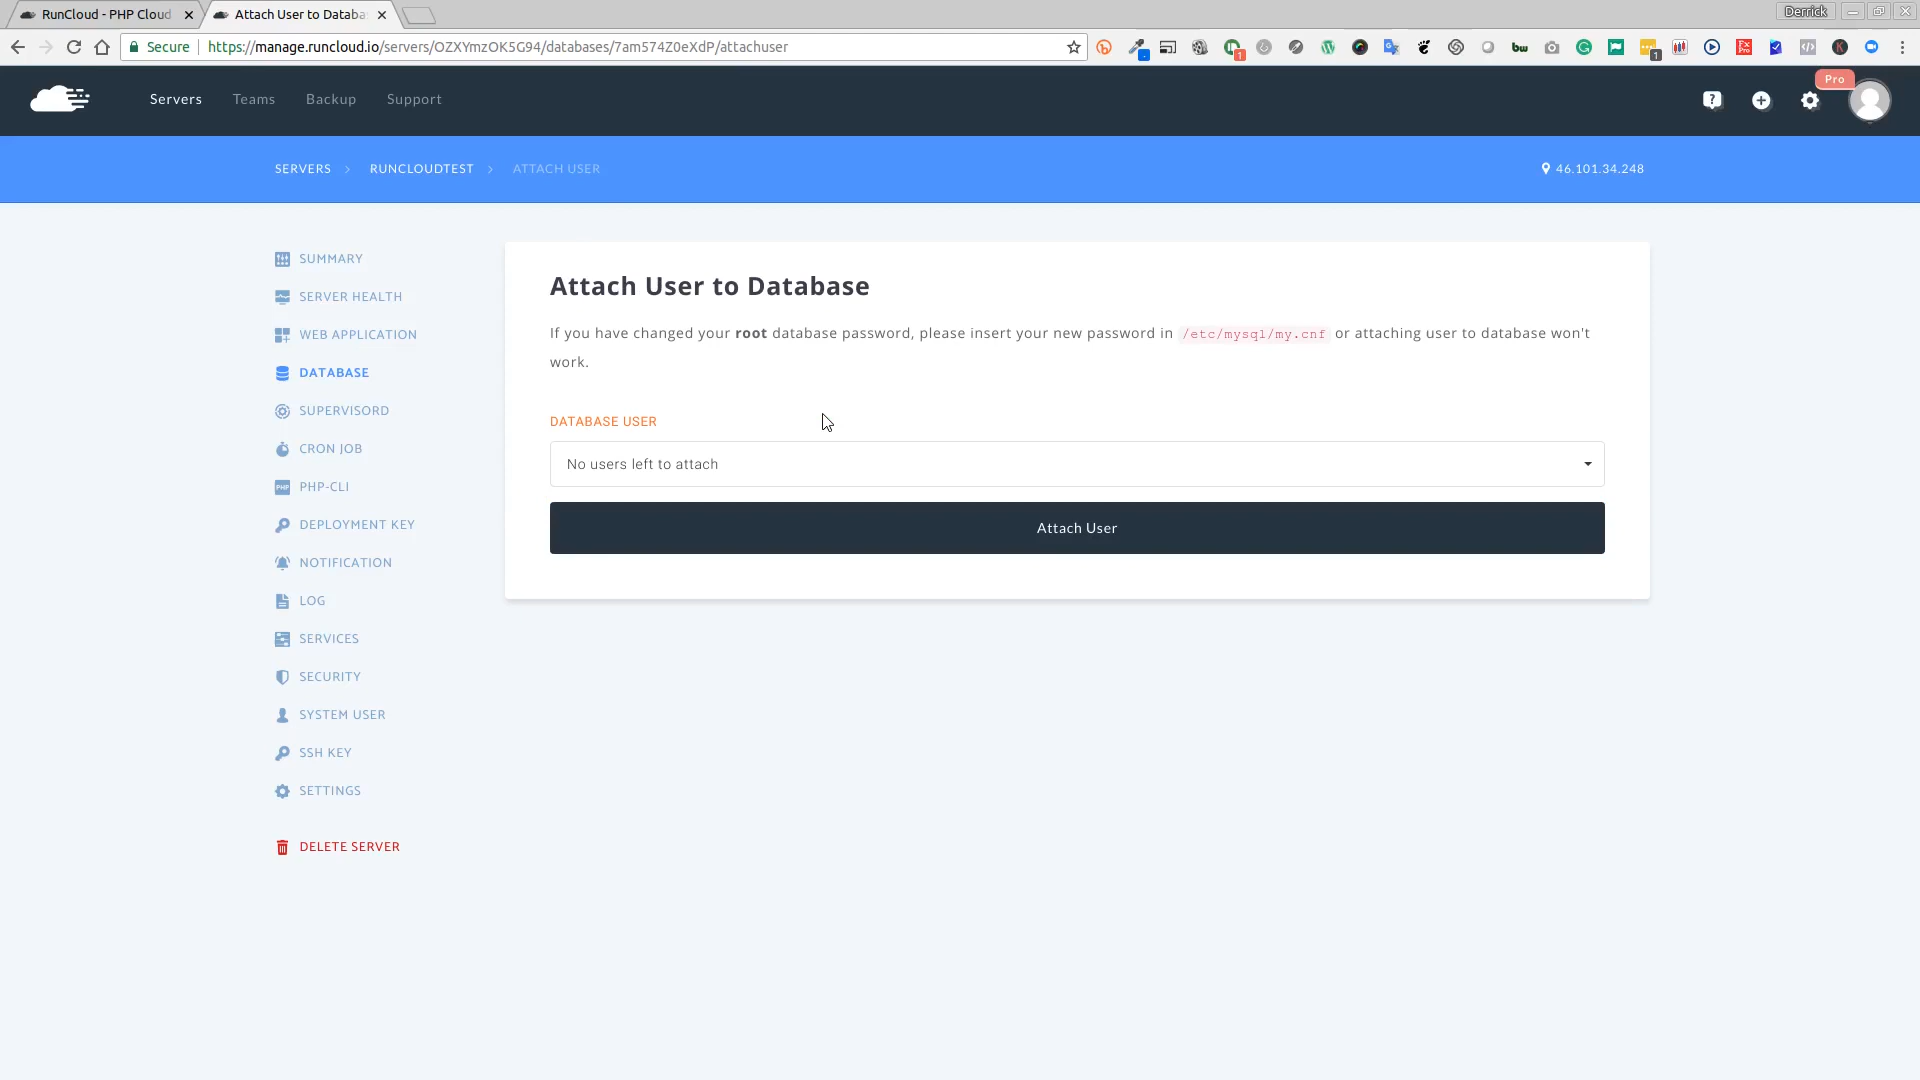 RunCloud - PHP Cloud
Attach User to Databa
Derrick
Secure
https://manage.runcloud.io/servers/OZXYmzOK5G94/databases/7am574Z0eXdP/attachuser
Servers
Teams
Backup
Support
Pro
SERVERS
RUNCLOUDTEST
ATTACH USER
46.101.34.248
SUMMARY
SERVER HEALTH
WEB APPLICATION
DATABASE
SUPERVISORD
CRON JOB
PHP-CLI
DEPLOYMENT KEY
NOTIFICATION
LOG
SERVICES
SECURITY
SYSTEM USER
SSH KEY
SETTINGS
DELETE SERVER
Attach User to Database
If you have changed your root database password, please insert your new password in /etc/mysql/my.cnf or attaching user to database won't
work.
DATABASE USER
No users left to attach
Attach User